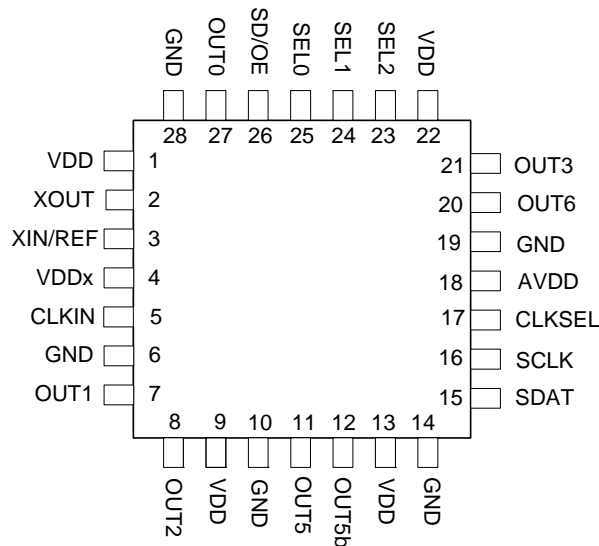 GND
OUT0
SD/OE
SEL0
SEL1
SEL2
VDD
28 27 26 25 24 23 22
VDD 1
XOUT 2
XIN/REF 3
VDDx 4
CLKIN 5
GND 6
OUT1 7
21 OUT3
20 OUT6
19 GND
18 AVDD
17 CLKSEL
16 SCLK
15 SDAT
8 9 10 11 12 13 14
OUT2
VDD
GND
OUT5
OUT5b
VDD
GND